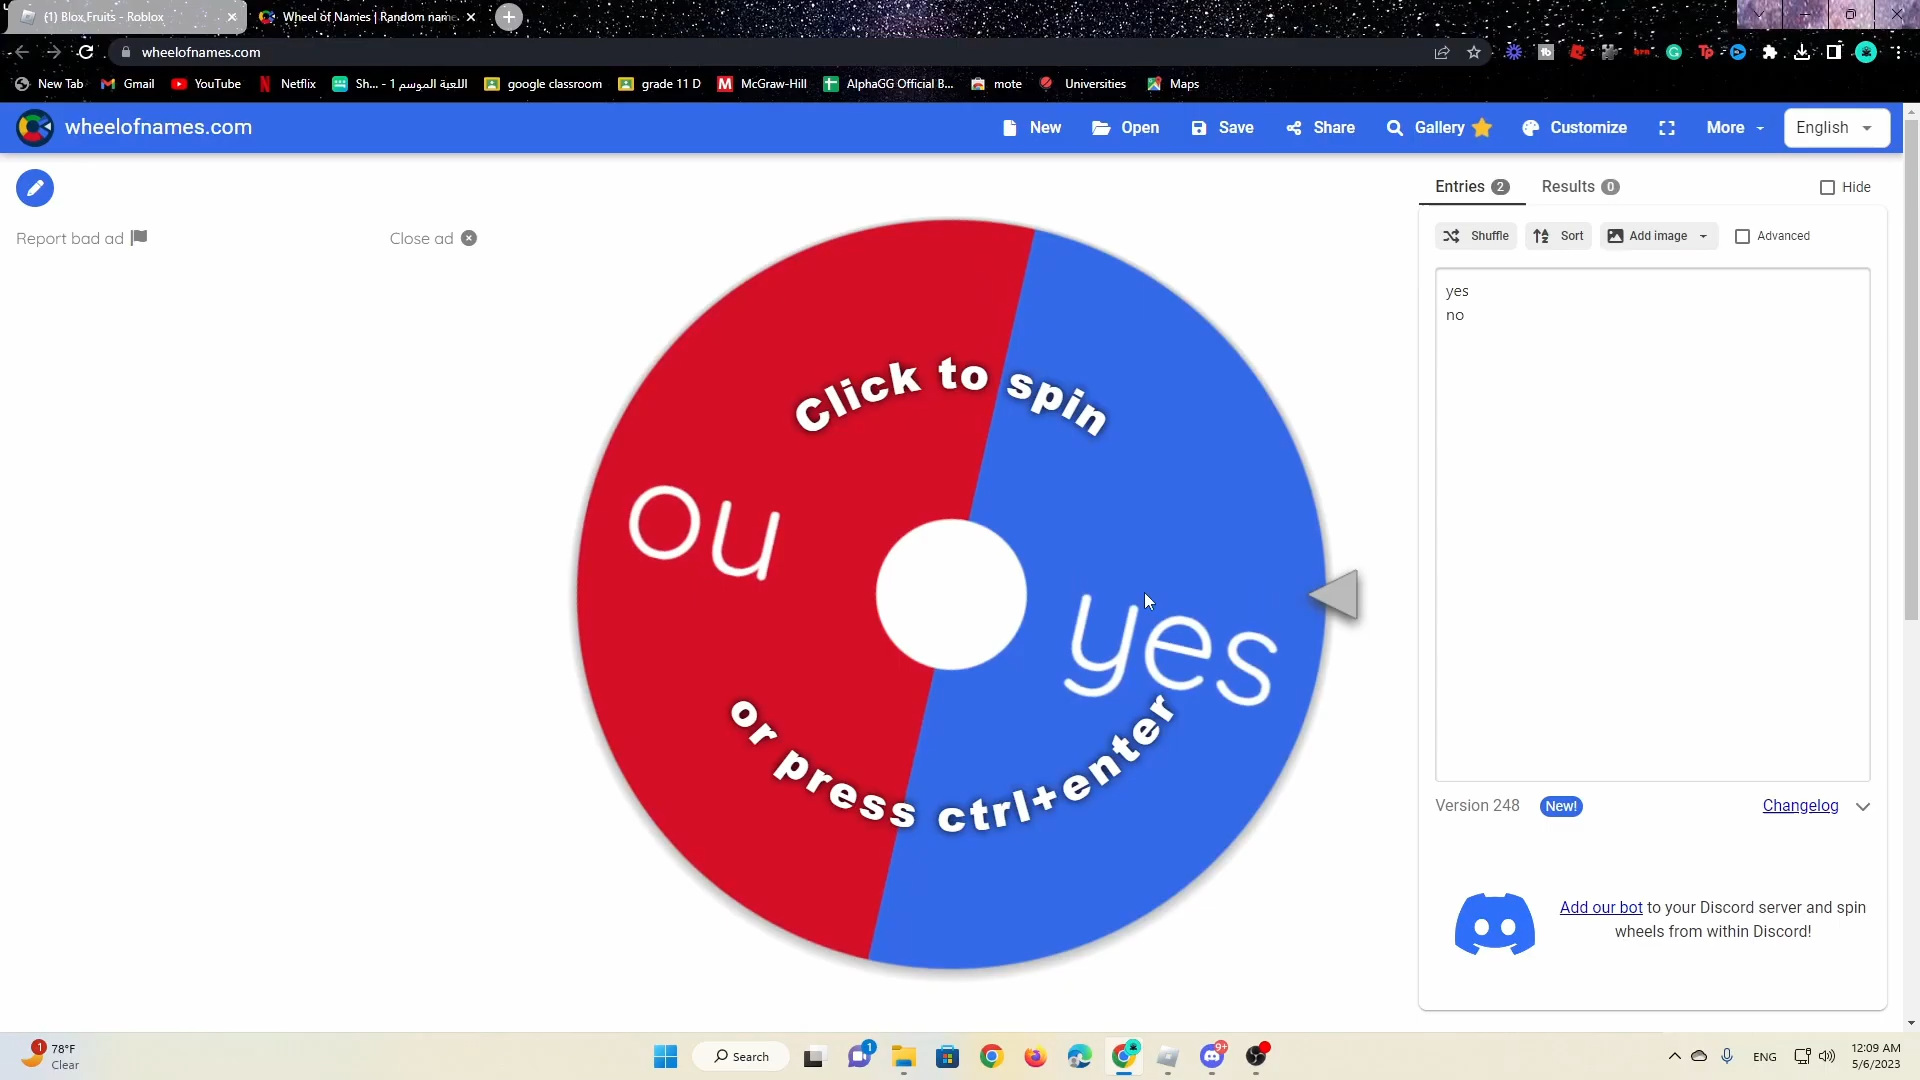 (1) Blox Fruits - Roblox
Wheel of Names | Random name
wheelofnames.com
New Tab
Gmail
YouTube
Netflix
Sh... - 1 اللعبة الموسم
google classroom
grade 11 D
McGraw-Hill
AlphaGG Official B...
mote
Universities
Maps
wheelofnames.com
New
Open
Save
Share
Gallery
Customize
More
English
Report bad ad
Close ad
Click to spin
no
yes
or press ctrl+enter
Entries 2
Results 0
Hide
Shuffle
Sort
Add image
Advanced
yes
no
Version 248
New!
Changelog
Add our bot to your Discord server and spin
wheels from within Discord!
1
78°F
Clear
Search
1
9+
ENG
12:09 AM
5/6/2023